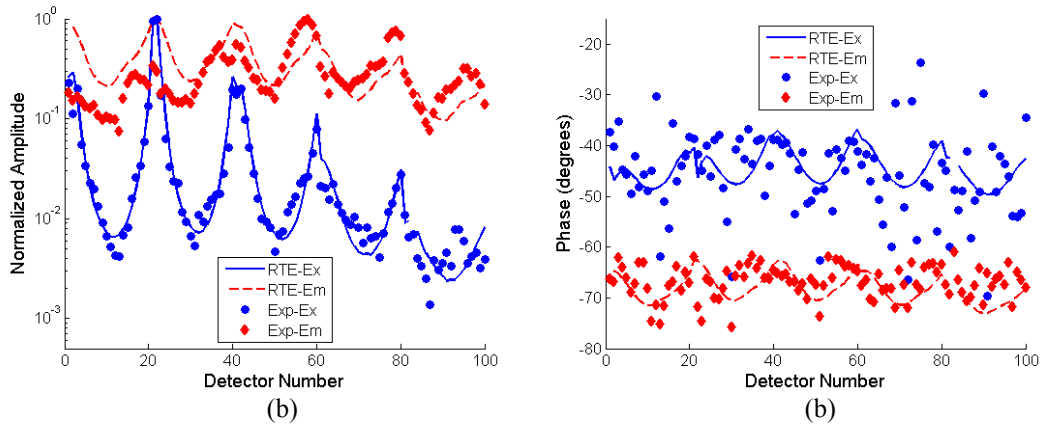 10^0
10^-1
10^-2
10^-3
Normalized Amplitude
RTE-Ex
RTE-Em
Exp-Ex
Exp-Em
0 20 40 60 80 100
Detector Number
(b)
-20
-30
-40
-50
-60
-70
-80
Phase (degrees)
RTE-Ex
RTE-Em
Exp-Ex
Exp-Em
0 20 40 60 80 100
Detector Number
(b)